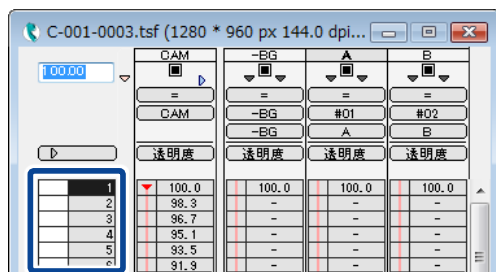 C-001-0003.tsf (1280 * 960 px 144.0 dpi...
CAM -BG A B
100.00
= = = =
CAM -BG #01 #02
-BG A B
透明度 透明度 透明度 透明度
1 100.0 100.0 100.0 100.0
2 98.3 - - -
3 96.7 - - -
4 95.1 - - -
5 93.5 - - -
6 91.9 - - -